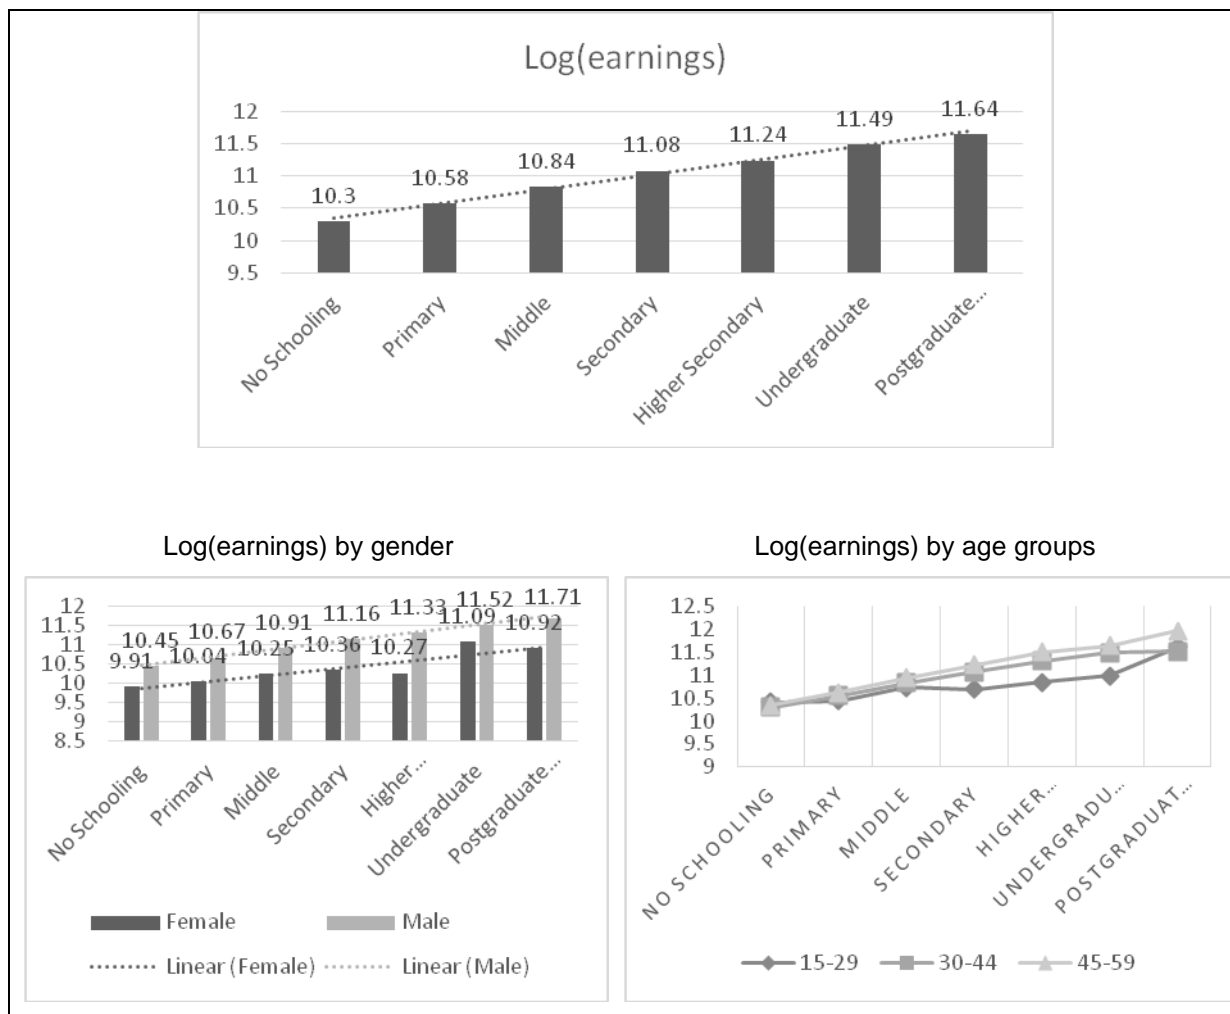 Log(earnings)
12
11.5
11
10.5
10
9.5
10.3
10.58
10.84
11.08
11.24
11.49
11.64
No Schooling
Primary
Middle
Secondary
Higher Secondary
Undergraduate
Postgraduate...
Log(earnings) by gender
12
11.5
11
10.5
10
9.5
9
8.5
10.45
10.67
10.91
11.16
11.33
11.52
11.71
9.91
10.04
10.25
10.36
10.27
11.09
10.92
No Schooling
Primary
Middle
Secondary
Higher...
Undergraduate
Postgraduate...
Female
Male
Linear (Female)
Linear (Male)
Log(earnings) by age groups
12.5
12
11.5
11
10.5
10
9.5
9
NO SCHOOLING
PRIMARY
MIDDLE
SECONDARY
HIGHER...
UNDERGRADU...
POSTGRADUAT...
15-29
30-44
45-59